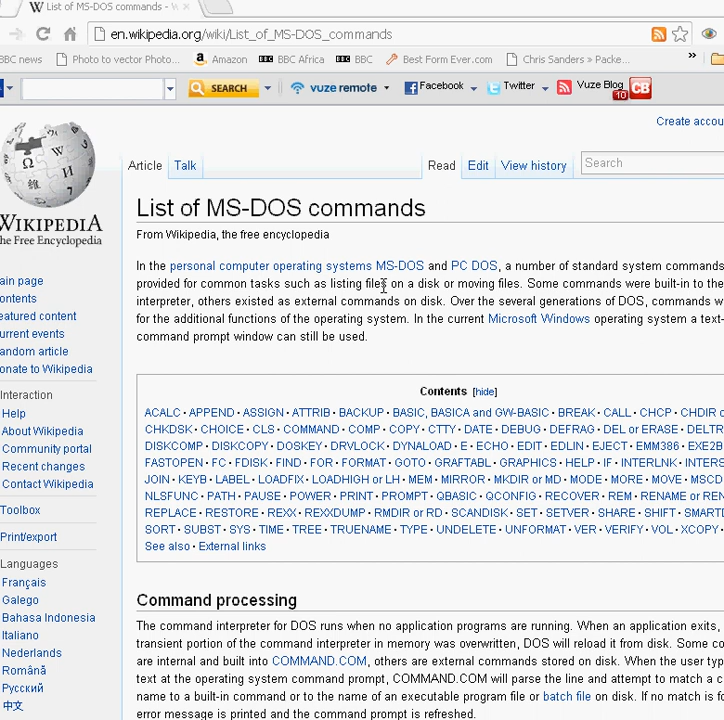 List of MS-DOS commands -
en.wikipedia.org/wiki/List_of_MS-DOS_commands
BBC news Photo to vector Photo... Amazon BBC Africa BBC Best Form Ever.com Chris Sanders » Packe... »
SEARCH vuze remote Facebook Twitter Vuze Blog 10 CB
Create accou
Article Talk Read Edit View history Search
WIKIPEDIA
he Free Encyclopedia
List of MS-DOS commands
From Wikipedia, the free encyclopedia
In the personal computer operating systems MS-DOS and PC DOS, a number of standard system commands
provided for common tasks such as listing files on a disk or moving files. Some commands were built-in to the
interpreter, others existed as external commands on disk. Over the several generations of DOS, commands w
for the additional functions of the operating system. In the current Microsoft Windows operating system a text-
command prompt window can still be used.
ain page
ontents
eatured content
urrent events
andom article
onate to Wikipedia
Interaction
Help
About Wikipedia
Community portal
Recent changes
Contact Wikipedia
Toolbox
Print/export
Languages
Français
Galego
Bahasa Indonesia
Italiano
Nederlands
Română
Русский
中文
Contents [hide]
ACALC · APPEND · ASSIGN · ATTRIB · BACKUP · BASIC, BASICA and GW-BASIC · BREAK · CALL · CHCP · CHDIR o
CHKDSK · CHOICE · CLS · COMMAND · COMP · COPY · CTTY · DATE · DEBUG · DEFRAG · DEL or ERASE · DELTR
DISKCOMP · DISKCOPY · DOSKEY · DRVLOCK · DYNALOAD · E · ECHO · EDIT · EDLIN · EJECT · EMM386 · EXE2B
FASTOPEN · FC · FDISK · FIND · FOR · FORMAT · GOTO · GRAFTABL · GRAPHICS · HELP · IF · INTERLNK · INTERS
JOIN · KEYB · LABEL · LOADFIX · LOADHIGH or LH · MEM · MIRROR · MKDIR or MD · MODE · MORE · MOVE · MSCD
NLSFUNC · PATH · PAUSE · POWER · PRINT · PROMPT · QBASIC · QCONFIG · RECOVER · REM · RENAME or REN
REPLACE · RESTORE · REXX · REXXDUMP · RMDIR or RD · SCANDISK · SET · SETVER · SHARE · SHIFT · SMARTD
SORT · SUBST · SYS · TIME · TREE · TRUENAME · TYPE · UNDELETE · UNFORMAT · VER · VERIFY · VOL · XCOPY ·
See also · External links
Command processing
The command interpreter for DOS runs when no application programs are running. When an application exits,
transient portion of the command interpreter in memory was overwritten, DOS will reload it from disk. Some co
are internal and built into COMMAND.COM, others are external commands stored on disk. When the user typ
text at the operating system command prompt, COMMAND.COM will parse the line and attempt to match a c
name to a built-in command or to the name of an executable program file or batch file on disk. If no match is fo
error message is printed and the command prompt is refreshed.